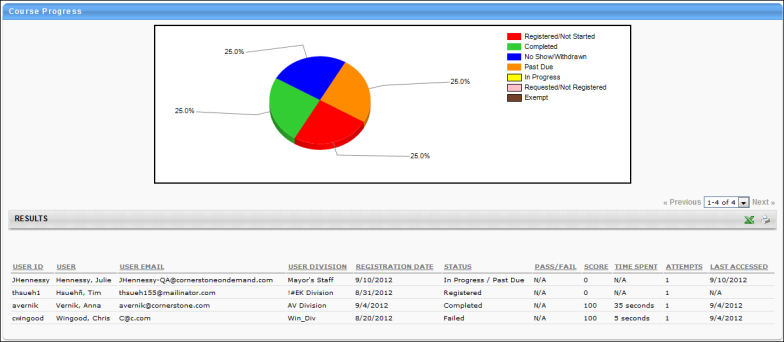 Course Progress
25.0%
25.0%
25.0%
25.0%
Registered/Not Started
Completed
No Show/Withdrawn
Past Due
In Progress
Requested/Not Registered
Exempt
« Previous 1-4 of 4 Next »
RESULTS
USER ID USER USER EMAIL USER DIVISION REGISTRATION DATE STATUS PASS/FAIL SCORE TIME SPENT ATTEMPTS LAST ACCESSED
JHennessy Hennessy, Julie JHennessy-QA@cornerstoneondemand.com Mayor's Staff 9/10/2012 In Progress / Past Due N/A 0 N/A 1 9/10/2012
thsueh1 Hsuehñ, Tim thsueh155@mailinator.com !#EK Division 8/31/2012 Registered N/A 0 N/A 1 N/A
avernik Vernik, Anna avernik@cornerstone.com AV Division 9/4/2012 Completed N/A 100 35 seconds 1 9/4/2012
cwingood Wingood, Chris C@c.com Win_Div 8/20/2012 Failed N/A 100 5 seconds 1 9/4/2012